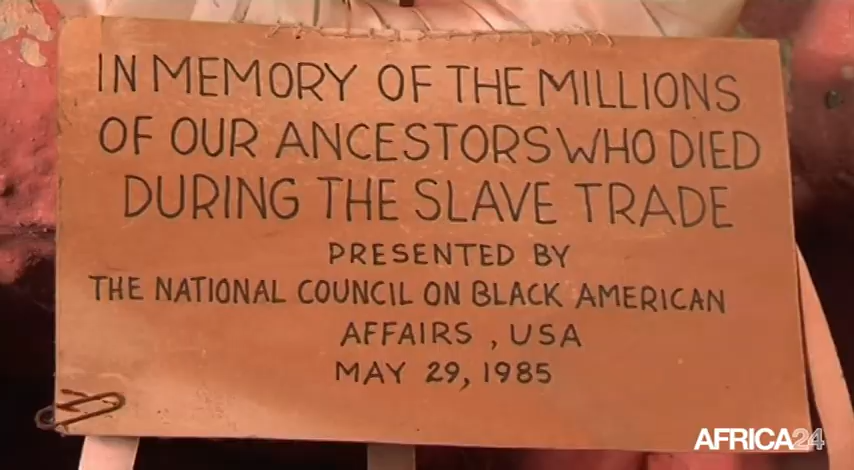 IN MEMORY OF THE MILLIONS
OF OUR ANCESTORS WHO DIED
DURING THE SLAVE TRADE
PRESENTED BY
THE NATIONAL COUNCIL ON BLACK AMERICAN
AFFAIRS , USA
MAY 29, 1985
AFRICA24